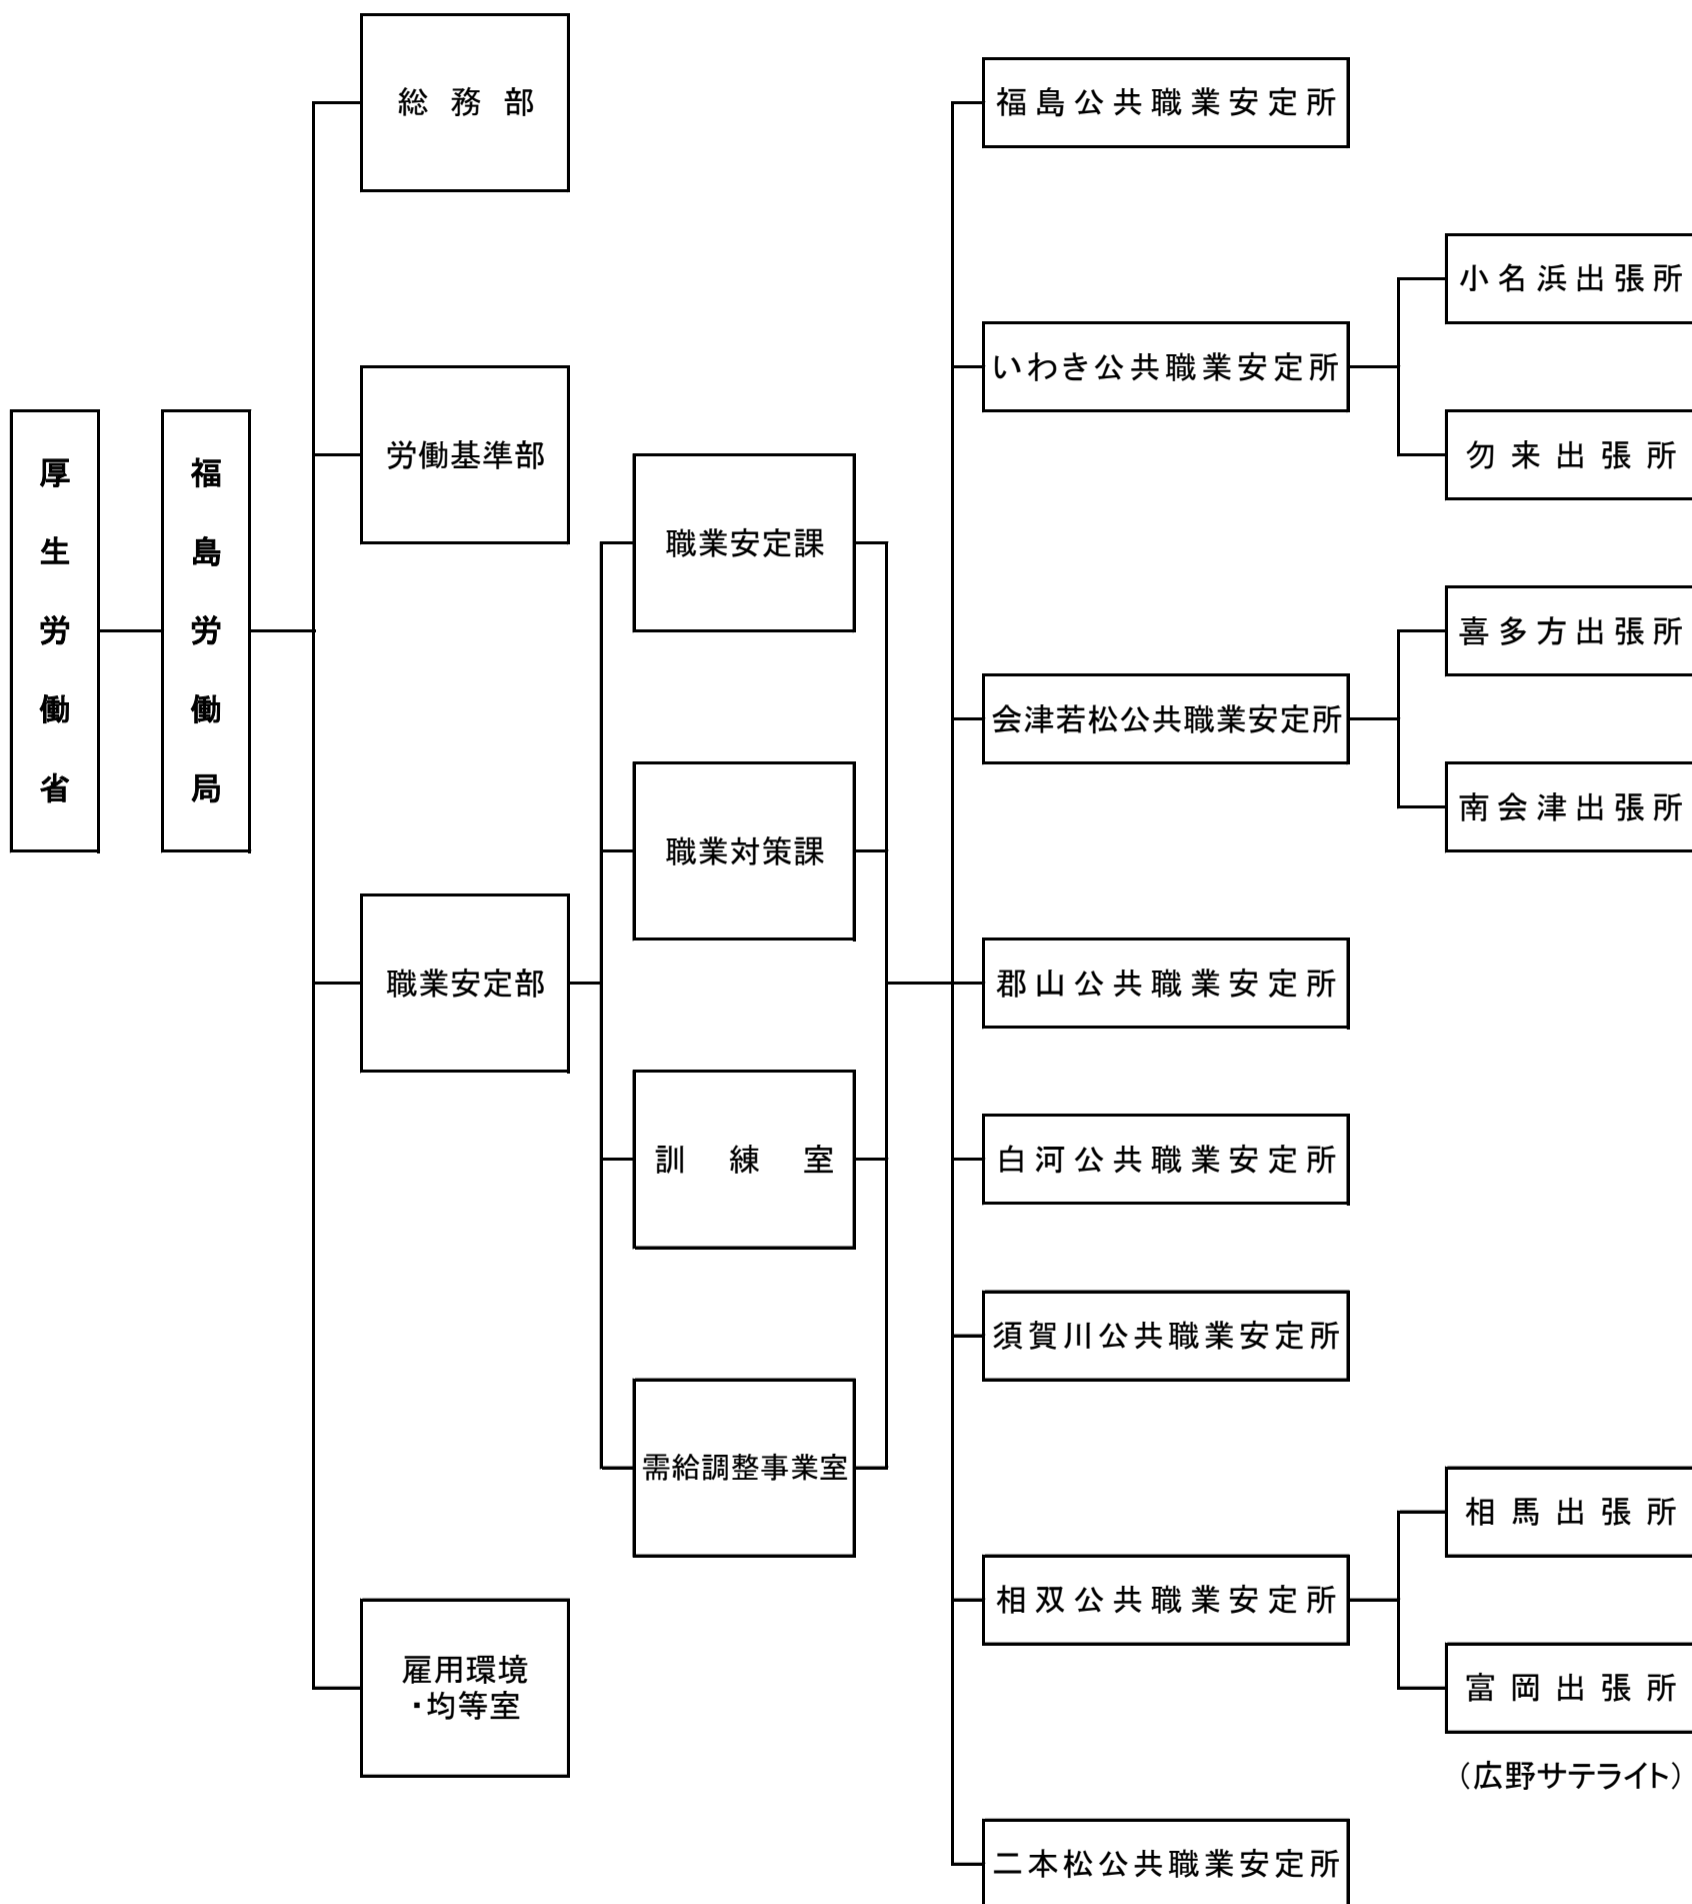 厚生労働省
福島労働局
総務部
労働基準部
職業安定部
雇用環境
・均等室
職業安定課
職業対策課
訓練室
需給調整事業室
福島公共職業安定所
いわき公共職業安定所
小名浜出張所
勿来出張所
会津若松公共職業安定所
喜多方出張所
南会津出張所
郡山公共職業安定所
白河公共職業安定所
須賀川公共職業安定所
相双公共職業安定所
相馬出張所
富岡出張所
（広野サテライト）
二本松公共職業安定所